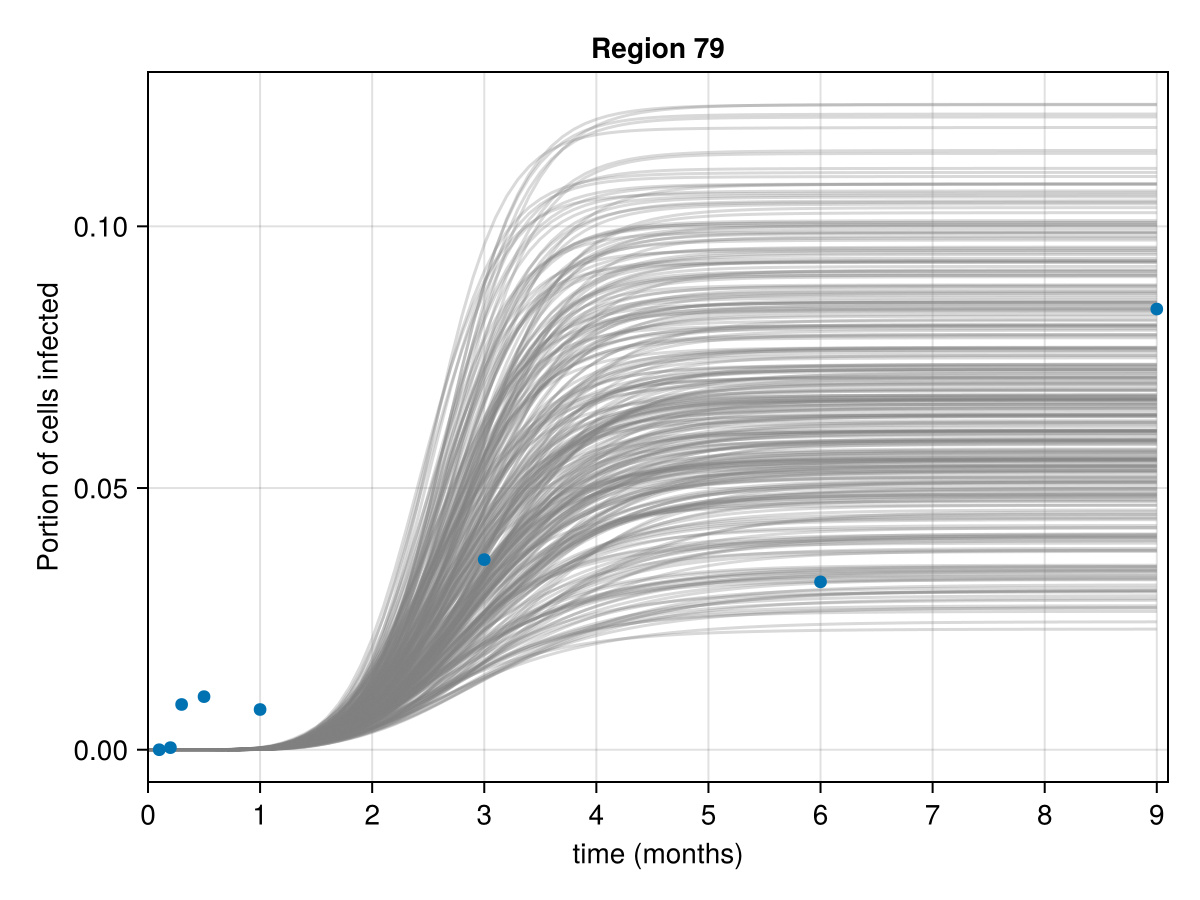 Region 79
Portion of cells infected
0.10
0.05
0.00
0 1 2 3 4 5 6 7 8 9
time (months)